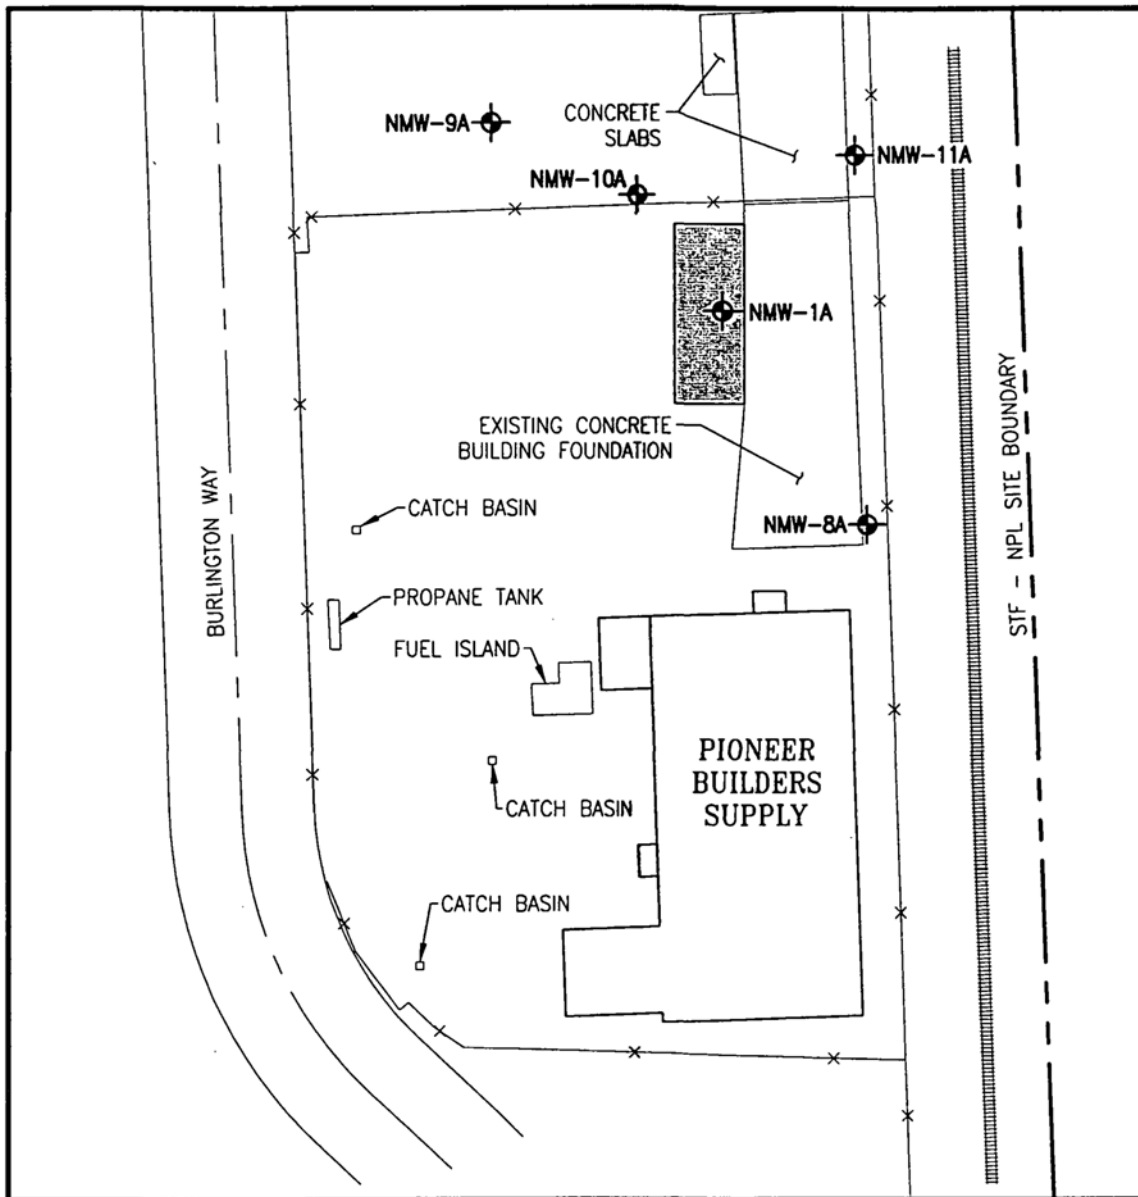 NMW-9A
CONCRETE
SLABS
NMW-11A
NMW-10A
NMW-1A
EXISTING CONCRETE
BUILDING FOUNDATION
STF - NPL SITE BOUNDARY
BURLINGTON WAY
CATCH BASIN
NMW-8A
PROPANE TANK
FUEL ISLAND
PIONEER
BUILDERS
SUPPLY
CATCH BASIN
CATCH BASIN